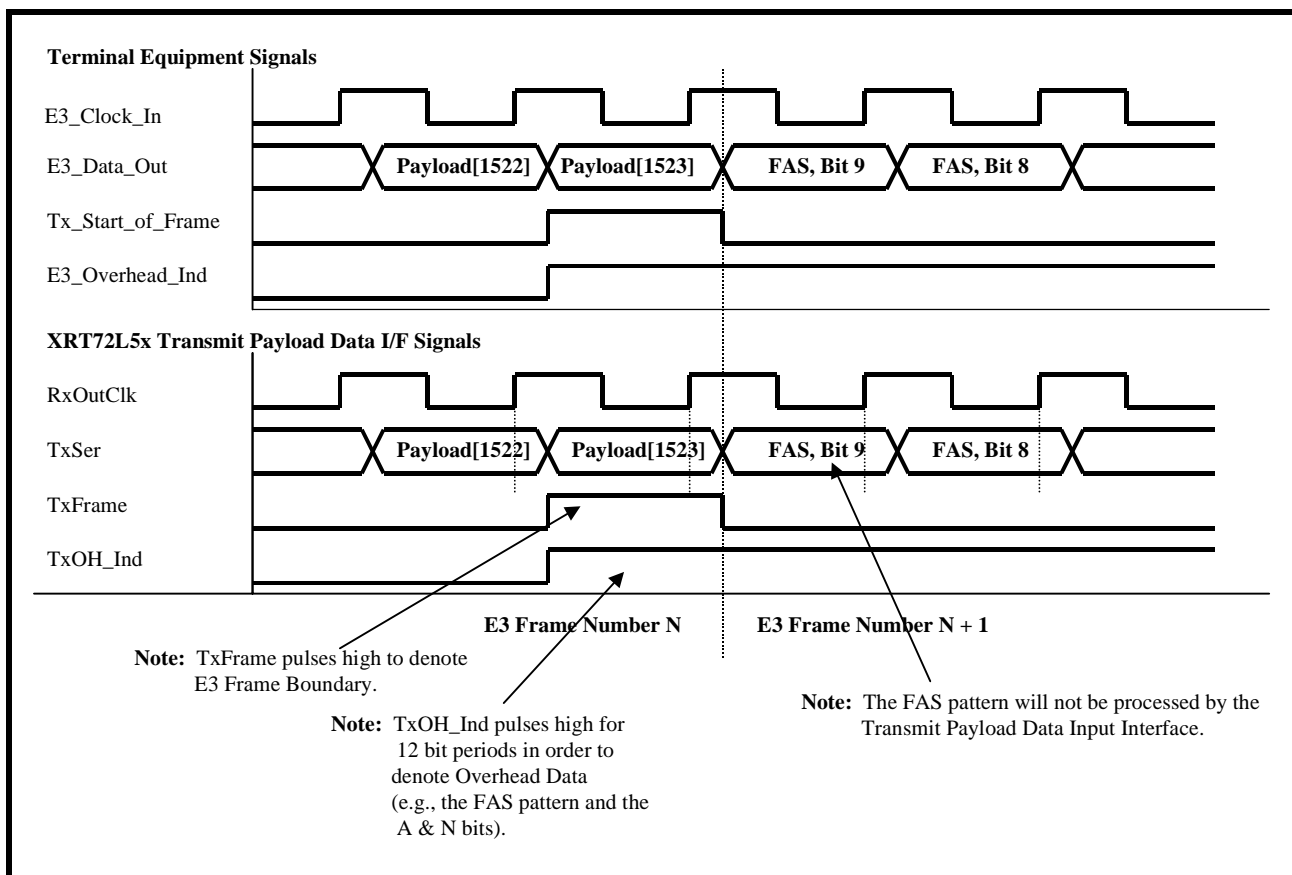 Terminal Equipment Signals
E3_Clock_In
E3_Data_Out
Payload[1522] Payload[1523] FAS, Bit 9 FAS, Bit 8
Tx_Start_of_Frame
E3_Overhead_Ind
XRT72L5x Transmit Payload Data I/F Signals
RxOutClk
TxSer
Payload[1522] Payload[1523] FAS, Bit 9 FAS, Bit 8
TxFrame
TxOH_Ind
E3 Frame Number N E3 Frame Number N + 1
Note: TxFrame pulses high to denote
E3 Frame Boundary.
Note: TxOH_Ind pulses high for
12 bit periods in order to
denote Overhead Data
(e.g., the FAS pattern and the
A & N bits).
Note: The FAS pattern will not be processed by the
Transmit Payload Data Input Interface.